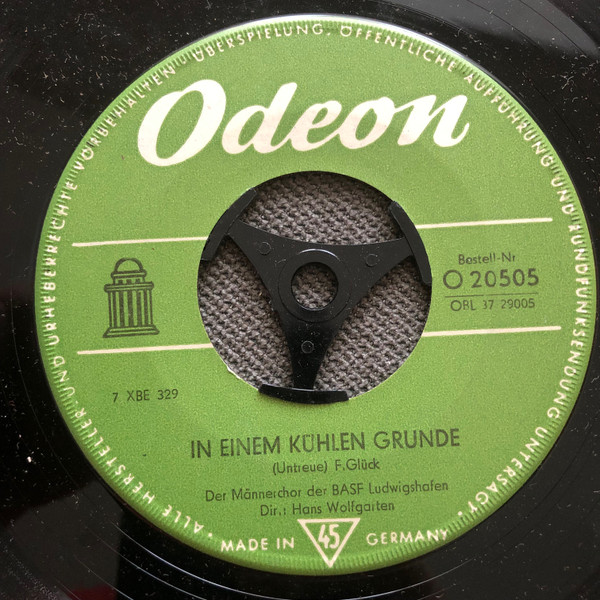 Odeon
Bestell-Nr
O 20505
OBL 37 29005
7 XBE 329
IN EINEM KÜHLEN GRUNDE
(Untreue) F.Glück
Der Männerchor der BASF Ludwigshafen
Dir.: Hans Wolfgarten
45
MADE IN GERMANY
· ALLE HERSTELLER- UND URHEBERRECHTE VORBEHALTEN · ÜBERSPIELUNG, ÖFFENTLICHE AUFFÜHRUNG UND RUNDFUNKSENDUNG UNTERSAGT ·